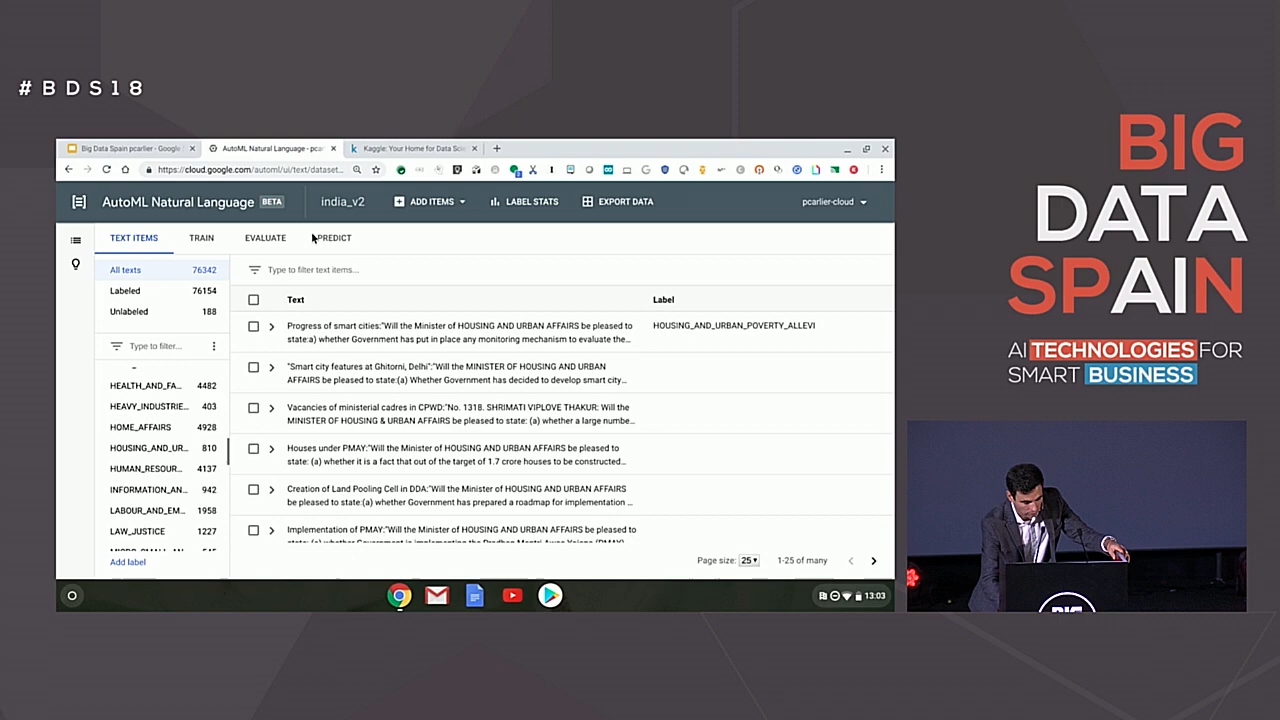 #BDS18
BIG
DATA
SPAIN
AI TECHNOLOGIES FOR
SMART BUSINESS
Big Data Spain pcarlier - Google
AutoML Natural Language - pcar
Kaggle: Your Home for Data Scie
https://cloud.google.com/automl/ui/text/dataset...
AutoML Natural Language BETA
india_v2
ADD ITEMS
LABEL STATS
EXPORT DATA
pcarlier-cloud
TEXT ITEMS
TRAIN
EVALUATE
PREDICT
All texts 76342
Labeled 76154
Unlabeled 188
Type to filter...
HEALTH_AND_FA... 4482
HEAVY_INDUSTRIE... 403
HOME_AFFAIRS 4928
HOUSING_AND_UR... 810
HUMAN_RESOUR... 4137
INFORMATION_AN... 942
LABOUR_AND_EM... 1958
LAW_JUSTICE 1227
Add label
Type to filter text items...
Text Label
Progress of smart cities:"Will the Minister of HOUSING AND URBAN AFFAIRS be pleased to HOUSING_AND_URBAN_POVERTY_ALLEVI
state:a) whether Government has put in place any monitoring mechanism to evaluate the...
"Smart city features at Ghitorni, Delhi":"Will the MINISTER OF HOUSING AND URBAN
AFFAIRS be pleased to state:(a) Whether Government has decided to develop smart city...
Vacancies of ministerial cadres in CPWD:"No. 1318. SHRIMATI VIPLOVE THAKUR: Will the
MINISTER OF HOUSING & URBAN AFFAIRS be pleased to state: (a) whether a large numbe...
Houses under PMAY:"Will the Minister of HOUSING AND URBAN AFFAIRS be pleased to
state: (a) whether it is a fact that out of the target of 1.7 crore houses to be constructed...
Creation of Land Pooling Cell in DDA:"Will the Minister of HOUSING AND URBAN AFFAIRS
be pleased to state:(a) whether Government has prepared a roadmap for implementation ...
Implementation of PMAY:"Will the Minister of HOUSING AND URBAN AFFAIRS be pleased to
Page size: 25
1-25 of many
13:03
BIG